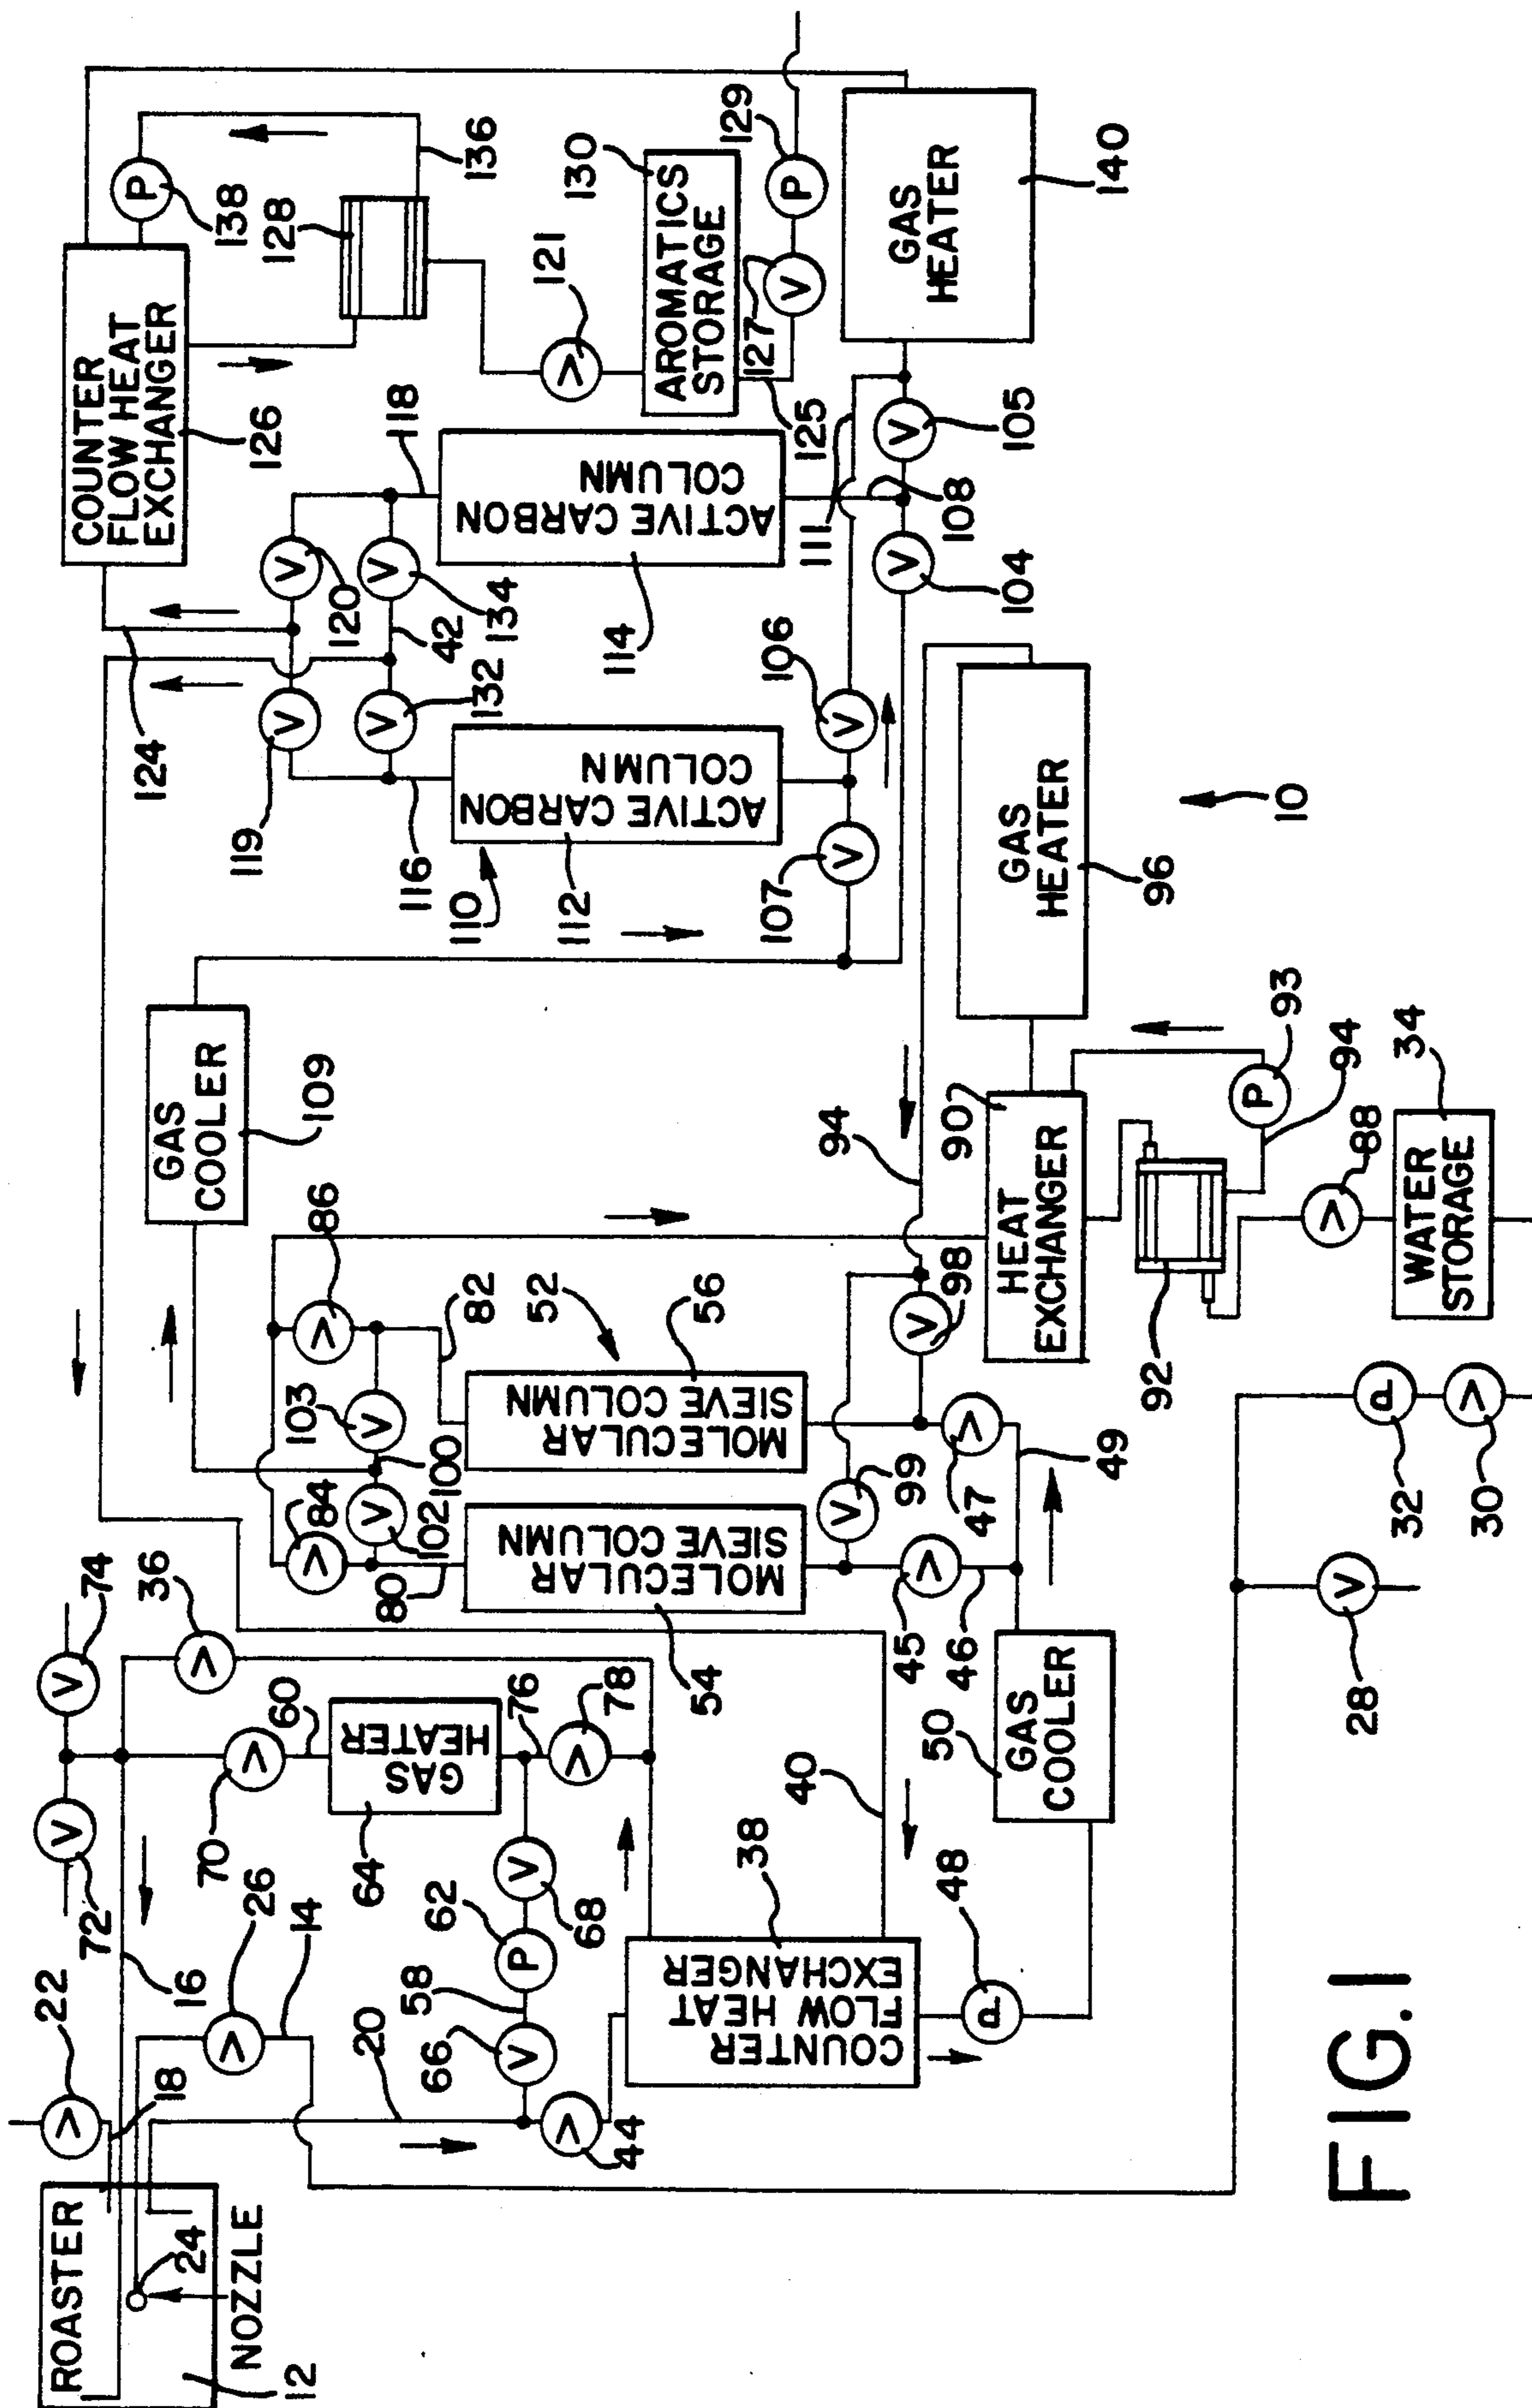 ROASTER
24
NOZZLE
12
22
18
16
26
14
72
74
36
70
60
GAS
HEATER
64
76
78
20
58
66
62
P
68
44
V
COUNTER
FLOW HEAT
EXCHANGER
38
40
48
P
GAS
COOLER
50
45
46
47
49
MOLECULAR
SIEVE COLUMN
54
MOLECULAR
SIEVE COLUMN
56
52
80
82
84
86
100
102
103
98
99
94
HEAT
EXCHANGER
90
92
P
93
94
88
WATER
STORAGE
34
28
30
32
GAS
HEATER
96
10
GAS
COOLER
109
110
ACTIVE CARBON
COLUMN
112
116
107
106
ACTIVE CARBON
COLUMN
114
118
119
120
132
134
42
124
COUNTER
FLOW HEAT
EXCHANGER
126
128
P
138
136
121
AROMATICS
STORAGE
130
125
127
P
129
111
108
104
105
GAS
HEATER
140
FIG. 1